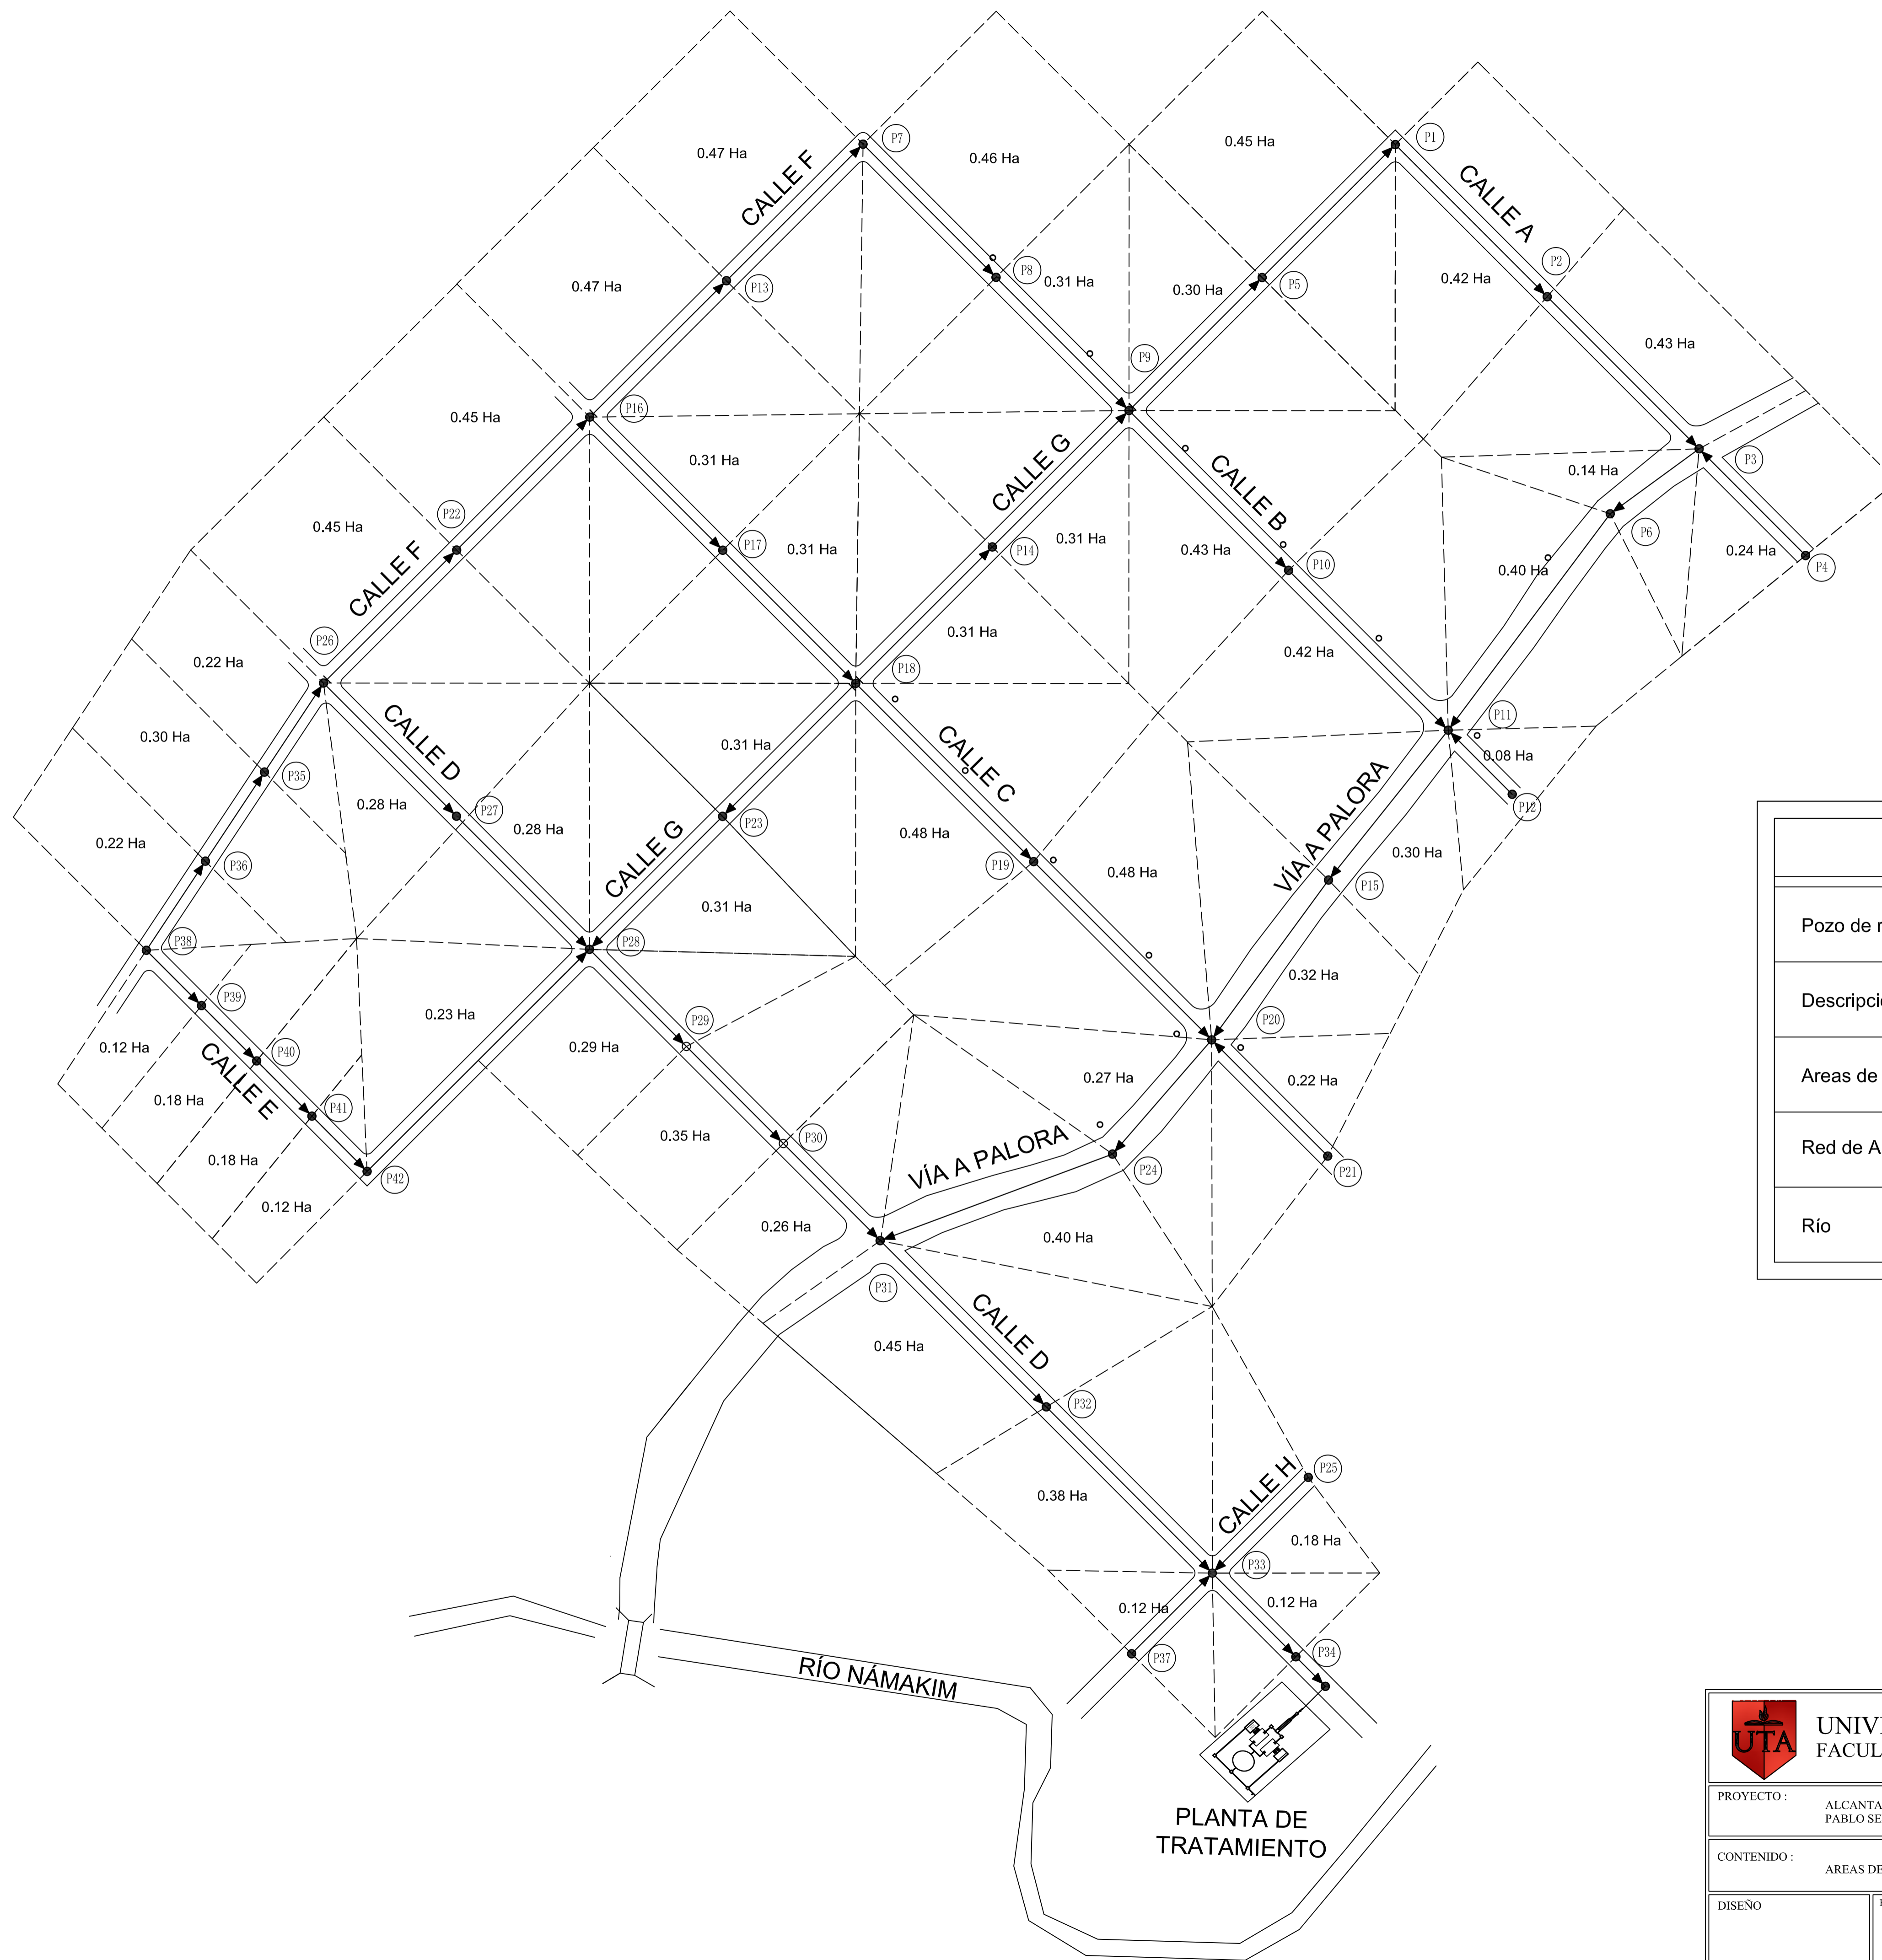 0.47 Ha
CALLE F
P7
0.46 Ha
0.45 Ha
P1
CALLE A
0.47 Ha
P13
P8
0.31 Ha
0.30 Ha
P5
0.42 Ha
P2
0.43 Ha
0.45 Ha
P16
P9
0.31 Ha
CALLE G
CALLE B
0.14 Ha
P3
0.45 Ha
P22
CALLE F
P17
0.31 Ha
P14
0.31 Ha
0.43 Ha
P10
0.40 Ha
P6
0.24 Ha
P4
P26
0.22 Ha
0.31 Ha
P18
0.42 Ha
0.30 Ha
P35
CALLE D
0.31 Ha
CALLE C
P11
0.08 Ha
P12
0.22 Ha
P36
0.28 Ha
P27
0.28 Ha
CALLE G
P23
0.48 Ha
P19
0.48 Ha
VÍA A PALORA
0.30 Ha
P15
P38
P28
0.31 Ha
0.32 Ha
P39
0.23 Ha
0.29 Ha
P29
P20
0.12 Ha
P40
CALLE E
0.18 Ha
P41
0.35 Ha
P30
0.27 Ha
0.22 Ha
0.18 Ha
P42
VÍA A PALORA
P24
P21
0.12 Ha
0.26 Ha
0.40 Ha
P31
0.45 Ha
CALLE D
P32
0.38 Ha
CALLE H
P25
0.18 Ha
P33
0.12 Ha
0.12 Ha
P37
P34
RÍO NÁMAKIM
PLANTA DE
TRATAMIENTO
Pozo de r
Descripci
Areas de
Red de A
Río
UTA
UNIV
FACUL
PROYECTO :
ALCANTA
PABLO SE
CONTENIDO :
AREAS DE
DISEÑO